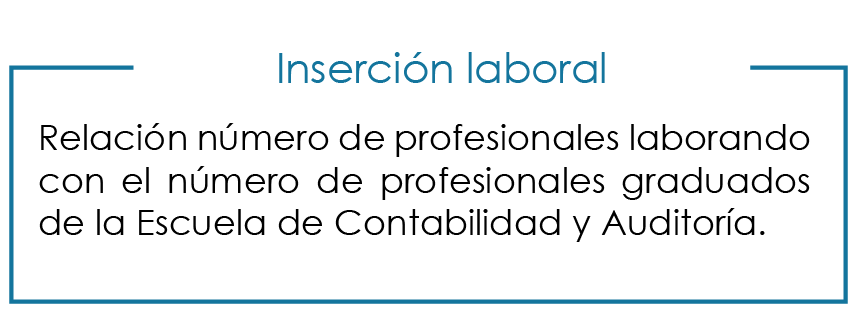 Inserción laboral
Relación número de profesionales laborando
con el número de profesionales graduados
de la Escuela de Contabilidad y Auditoría.